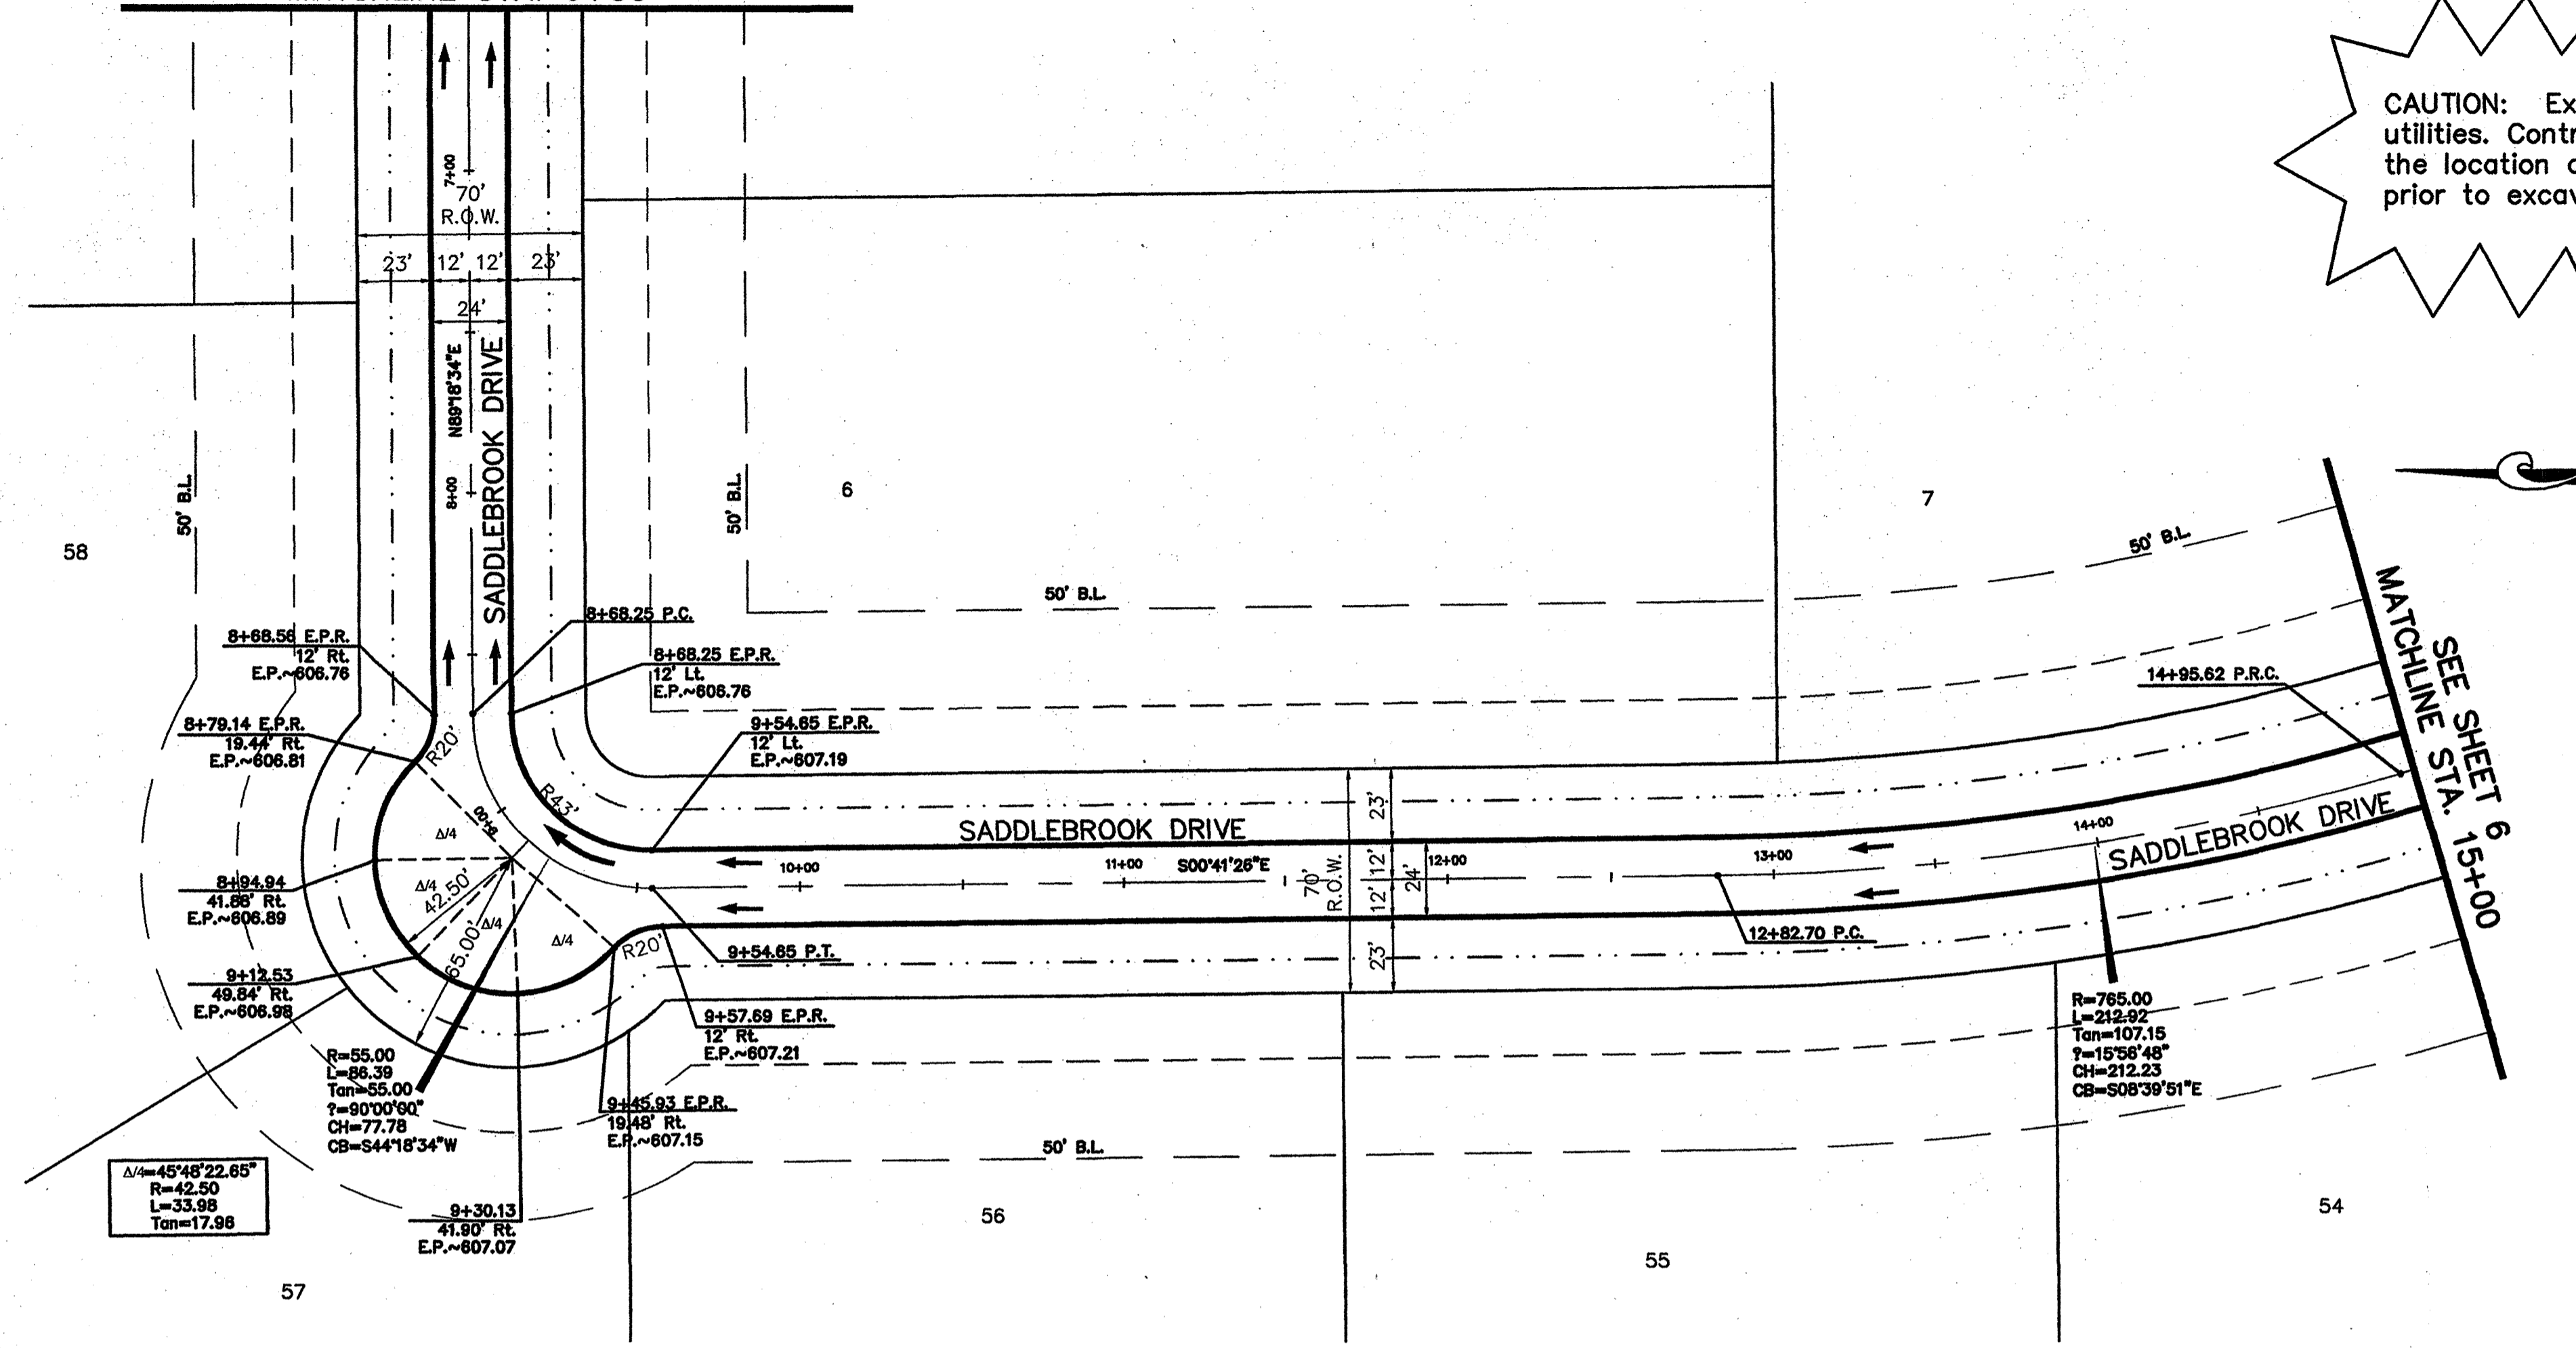 7+00
70'
R.O.W.
23'
12'
12'
23'
24'
N89°18'34"E
SADDLEBROOK DRIVE
8+00
50' B.L.
50' B.L.
58
6
7
CAUTION: Ex
utilities. Contr
the location
prior to excav
50' B.L.
50' B.L.
8+68.56 E.P.R.
12' Rt.
E.P.~606.76
8+68.25 P.C.
8+68.25 E.P.R.
12' Lt.
E.P.~606.76
8+79.14 E.P.R.
19.44' Rt.
E.P.~606.81
9+54.65 E.P.R.
12' Lt.
E.P.~607.19
R20'
R43'
9+00
Δ/4
Δ/4
Δ/4
Δ/4
42.50'
65.00'
R20'
8+94.94
41.88' Rt.
E.P.~606.89
9+12.53
49.84' Rt.
E.P.~606.98
SADDLEBROOK DRIVE
10+00
11+00
S00°41'26"E
70'
R.O.W.
23'
12'
12'
23'
24'
12+00
13+00
14+00
SADDLEBROOK DRIVE
14+95.62 P.R.C.
SEE SHEET 6
MATCHLINE STA. 15+00
12+82.70 P.C.
9+54.65 P.T.
9+57.69 E.P.R.
12' Rt.
E.P.~607.21
9+45.93 E.P.R.
19.48' Rt.
E.P.~607.15
R=55.00
L=86.39
Tan=55.00
?=90°00'00"
CH=77.78
CB=S44°18'34"W
R=765.00
L=212.92
Tan=107.15
?=15°56'48"
CH=212.23
CB=S08°39'51"E
Δ/4=45°48'22.65"
R=42.50
L=33.98
Tan=17.96
9+30.13
41.90' Rt.
E.P.~607.07
50' B.L.
56
55
54
57